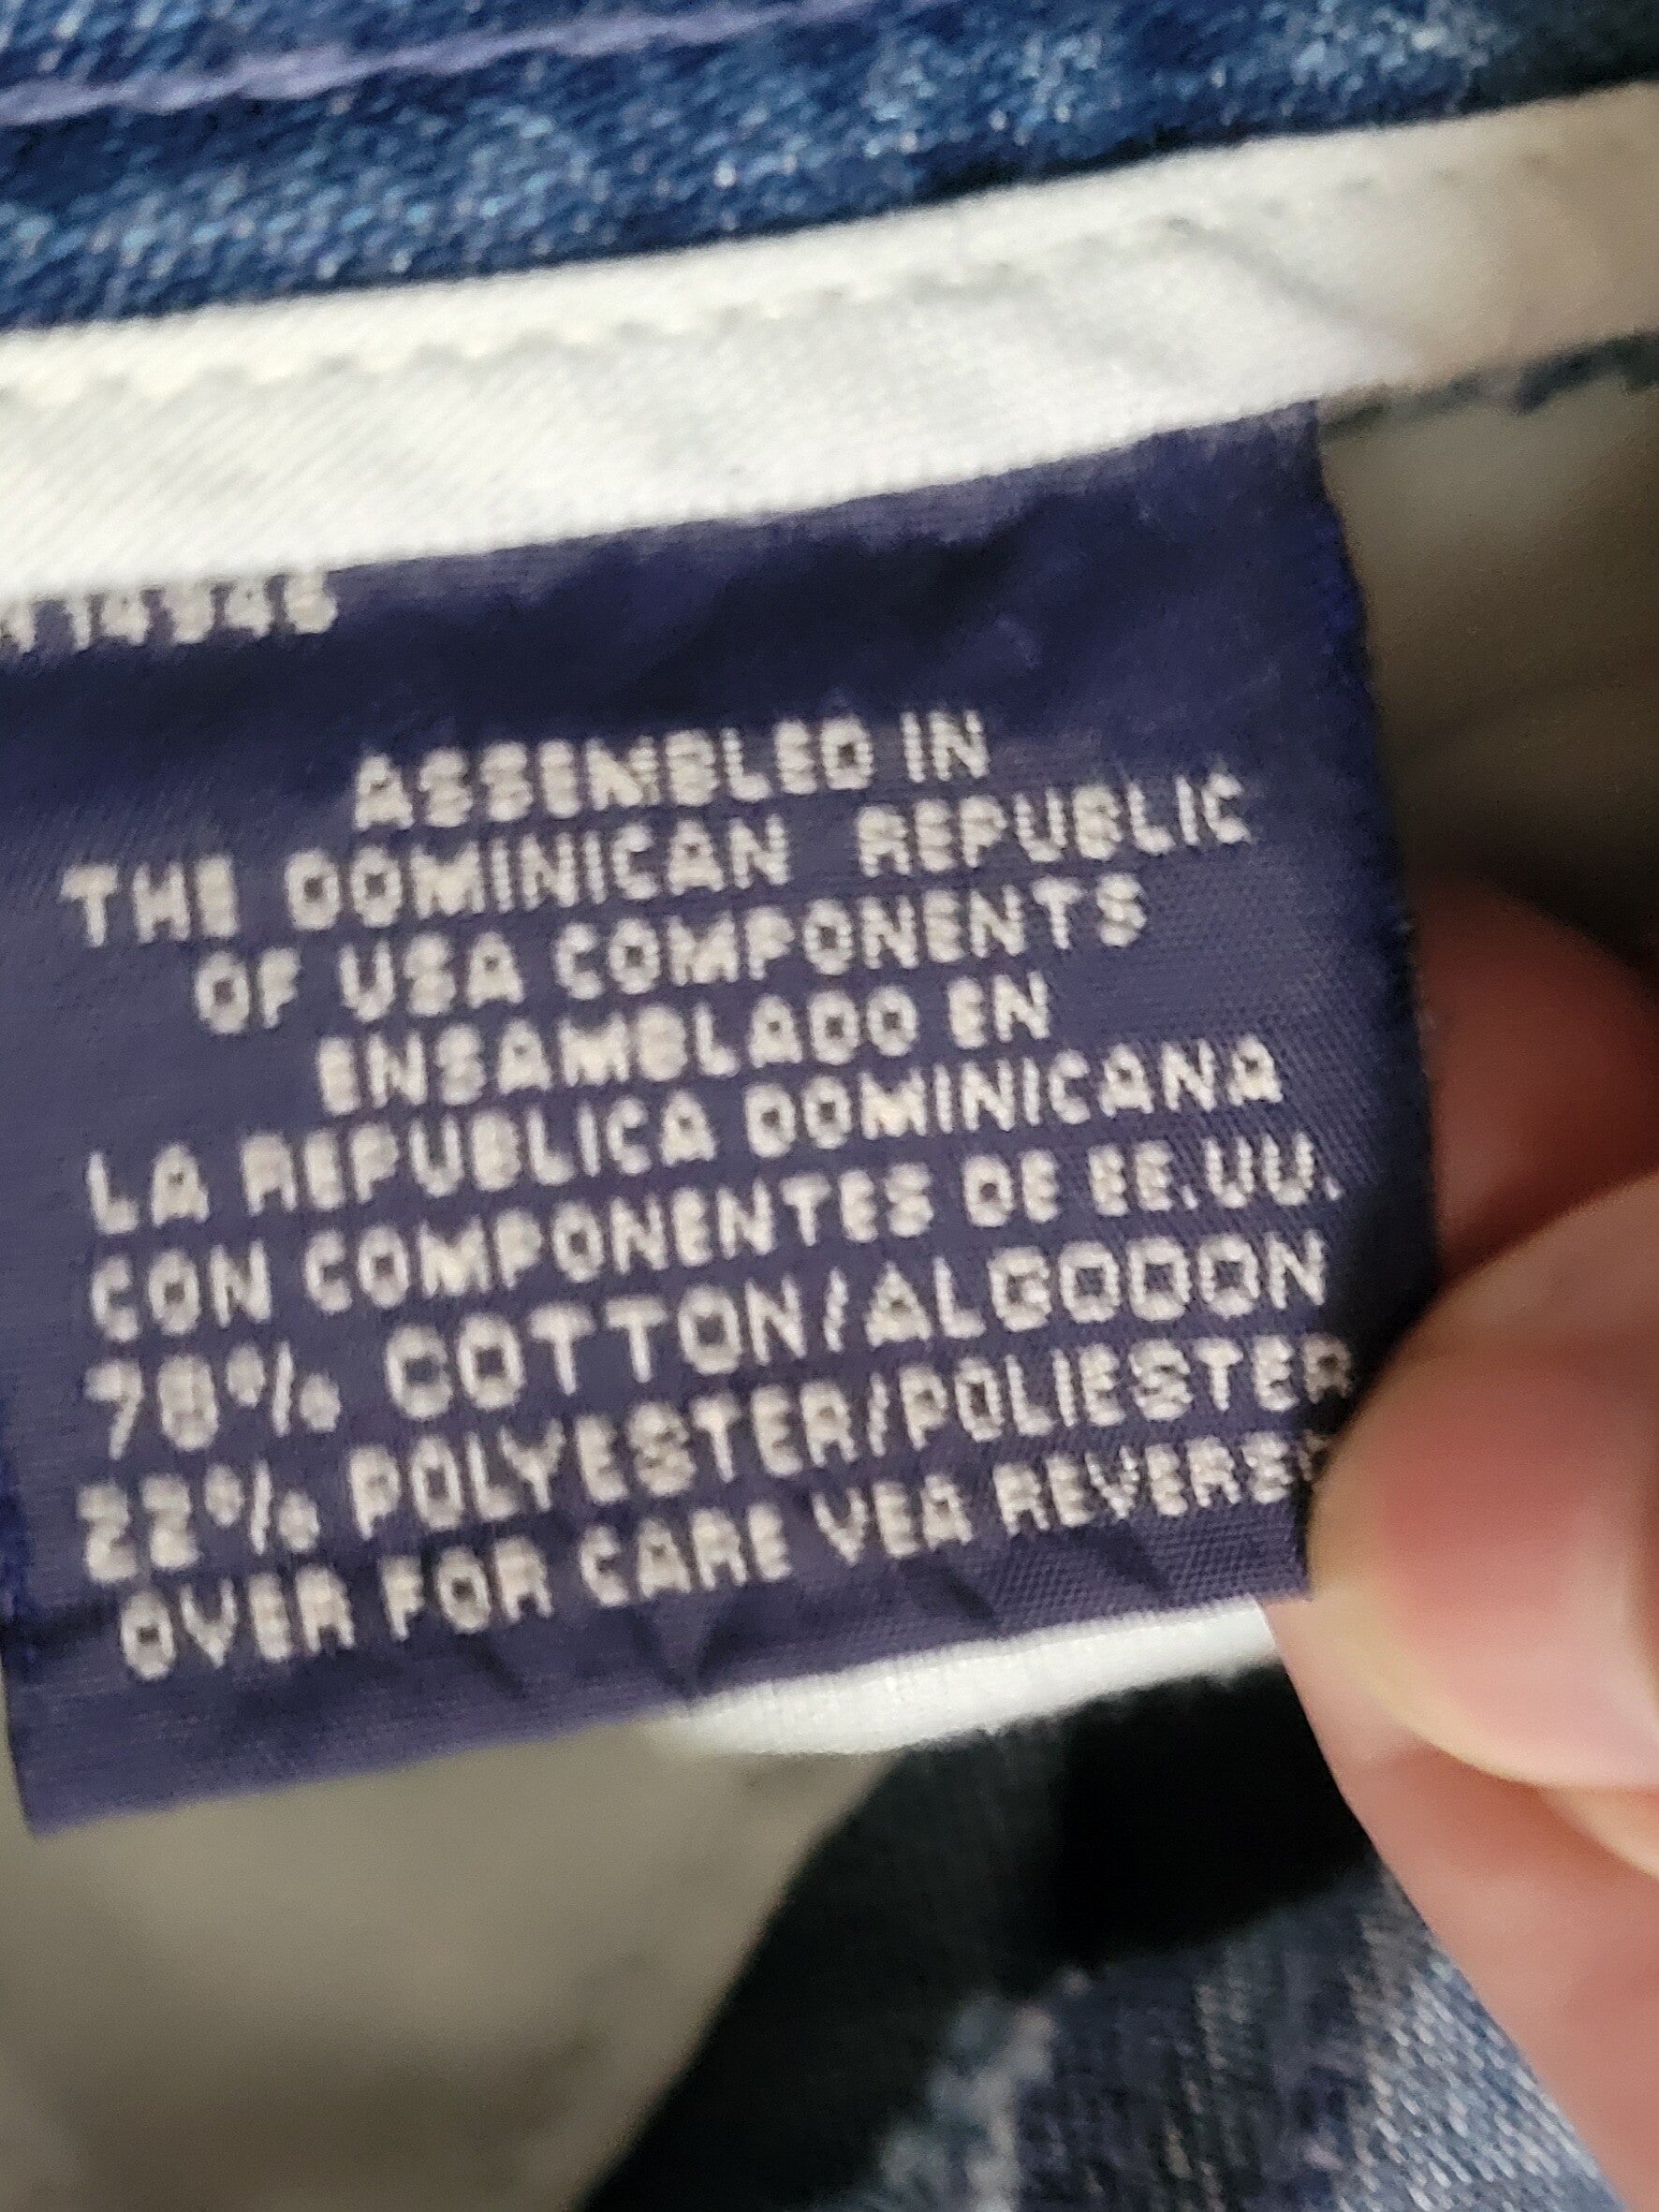 ASSEMBLED IN
THE DOMINICAN REPUBLIC
OF USA COMPONENTS
ENSAMBLADO EN
LA REPUBLICA DOMINICANA
CON COMPONENTES DE EE.UU.
78% COTTON/ALGODON
22% POLYESTER/POLIESTER
OVER FOR CARE VEA